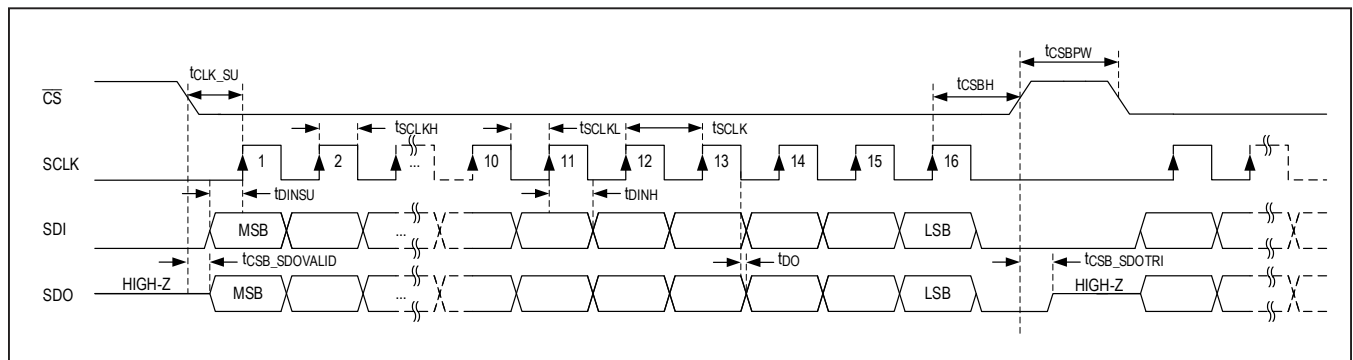 tCSBPW
tCLK_SU
tCSBH
CS
tSCLKH
tSCLKL
tSCLK
SCLK
1
2
...
10
11
12
13
14
15
16
tDINSU
tDINH
SDI
MSB
...
LSB
tCSB_SDOVALID
tDO
tCSB_SDOTRI
HIGH-Z
SDO
MSB
...
LSB
HIGH-Z